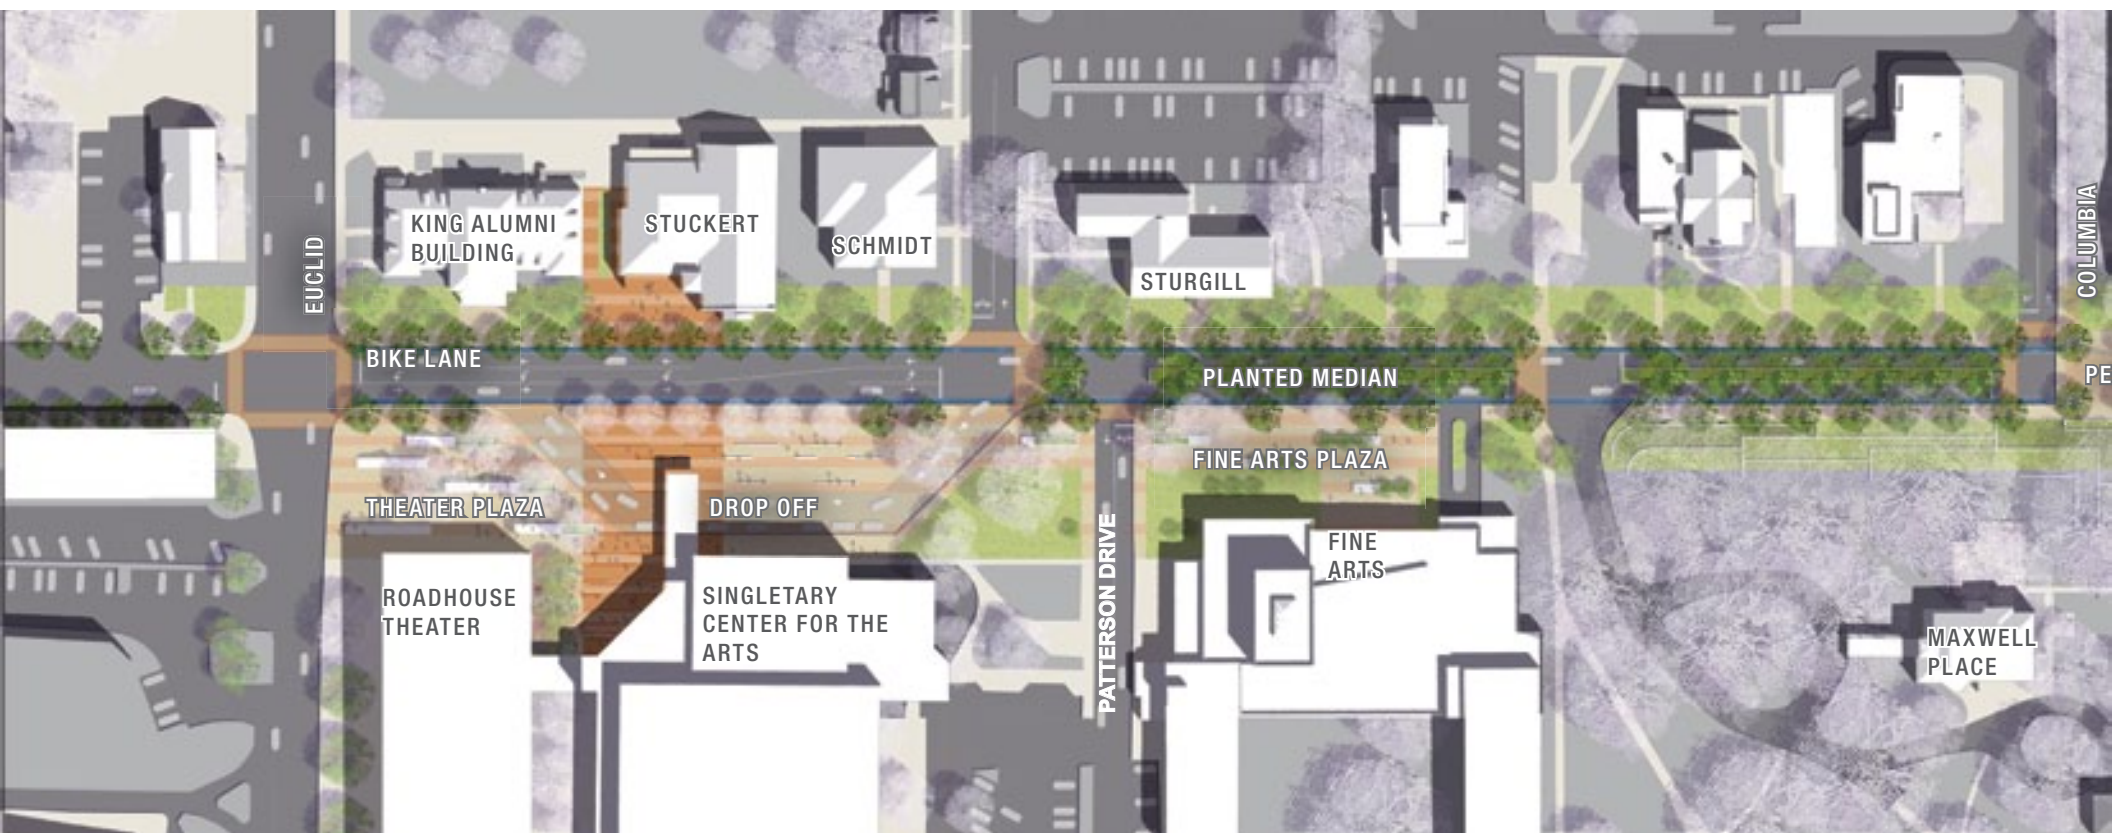 KING ALUMNI
BUILDING
STUCKERT
SCHMIDT
STURGILL
EUCLID
COLUMBIA
BIKE LANE
PLANTED MEDIAN
PE
FINE ARTS PLAZA
THEATER PLAZA
DROP OFF
PATTERSON DRIVE
FINE
ARTS
ROADHOUSE
THEATER
SINGLETARY
CENTER FOR THE
ARTS
MAXWELL
PLACE